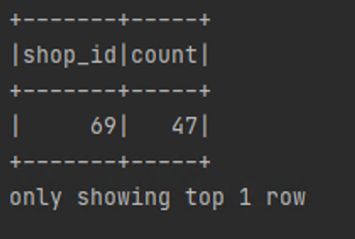 +-------+-----+
|shop_id|count|
+-------+-----+
|     69|   47|
+-------+-----+
only showing top 1 row